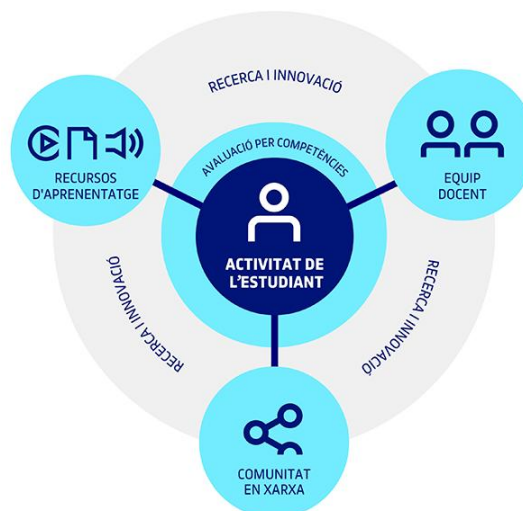 RECERCA I INNOVACIÓ
RECURSOS
D'APRENENTATGE
AVALUACIÓ PER COMPETÈNCIES
EQUIP
DOCENT
ACTIVITAT DE
L'ESTUDIANT
RECERCA I INNOVACIÓ
RECERCA I INNOVACIÓ
COMUNITAT
EN XARXA